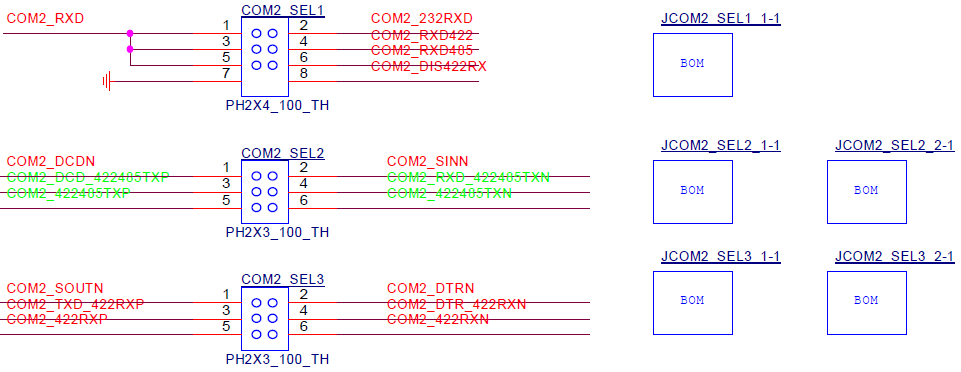 COM2_SEL1
JCOM2_SEL1_1-1
COM2_RXD
1
2
COM2_232RXD
3
4
COM2_RXD422
5
6
COM2_RXD485
7
8
COM2_DIS422RX
BOM
PH2X4_100_TH
COM2_SEL2
JCOM2_SEL2_1-1
JCOM2_SEL2_2-1
COM2_DCDN
1
2
COM2_SINN
COM2_DCD_422485TXP
3
4
COM2_RXD_422485TXN
COM2_422485TXP
5
6
COM2_422485TXN
BOM
BOM
PH2X3_100_TH
JCOM2_SEL3_1-1
JCOM2_SEL3_2-1
COM2_SEL3
COM2_SOUTN
1
2
COM2_DTRN
COM2_TXD_422RXP
3
4
COM2_DTR_422RXN
COM2_422RXP
5
6
COM2_422RXN
BOM
BOM
PH2X3_100_TH